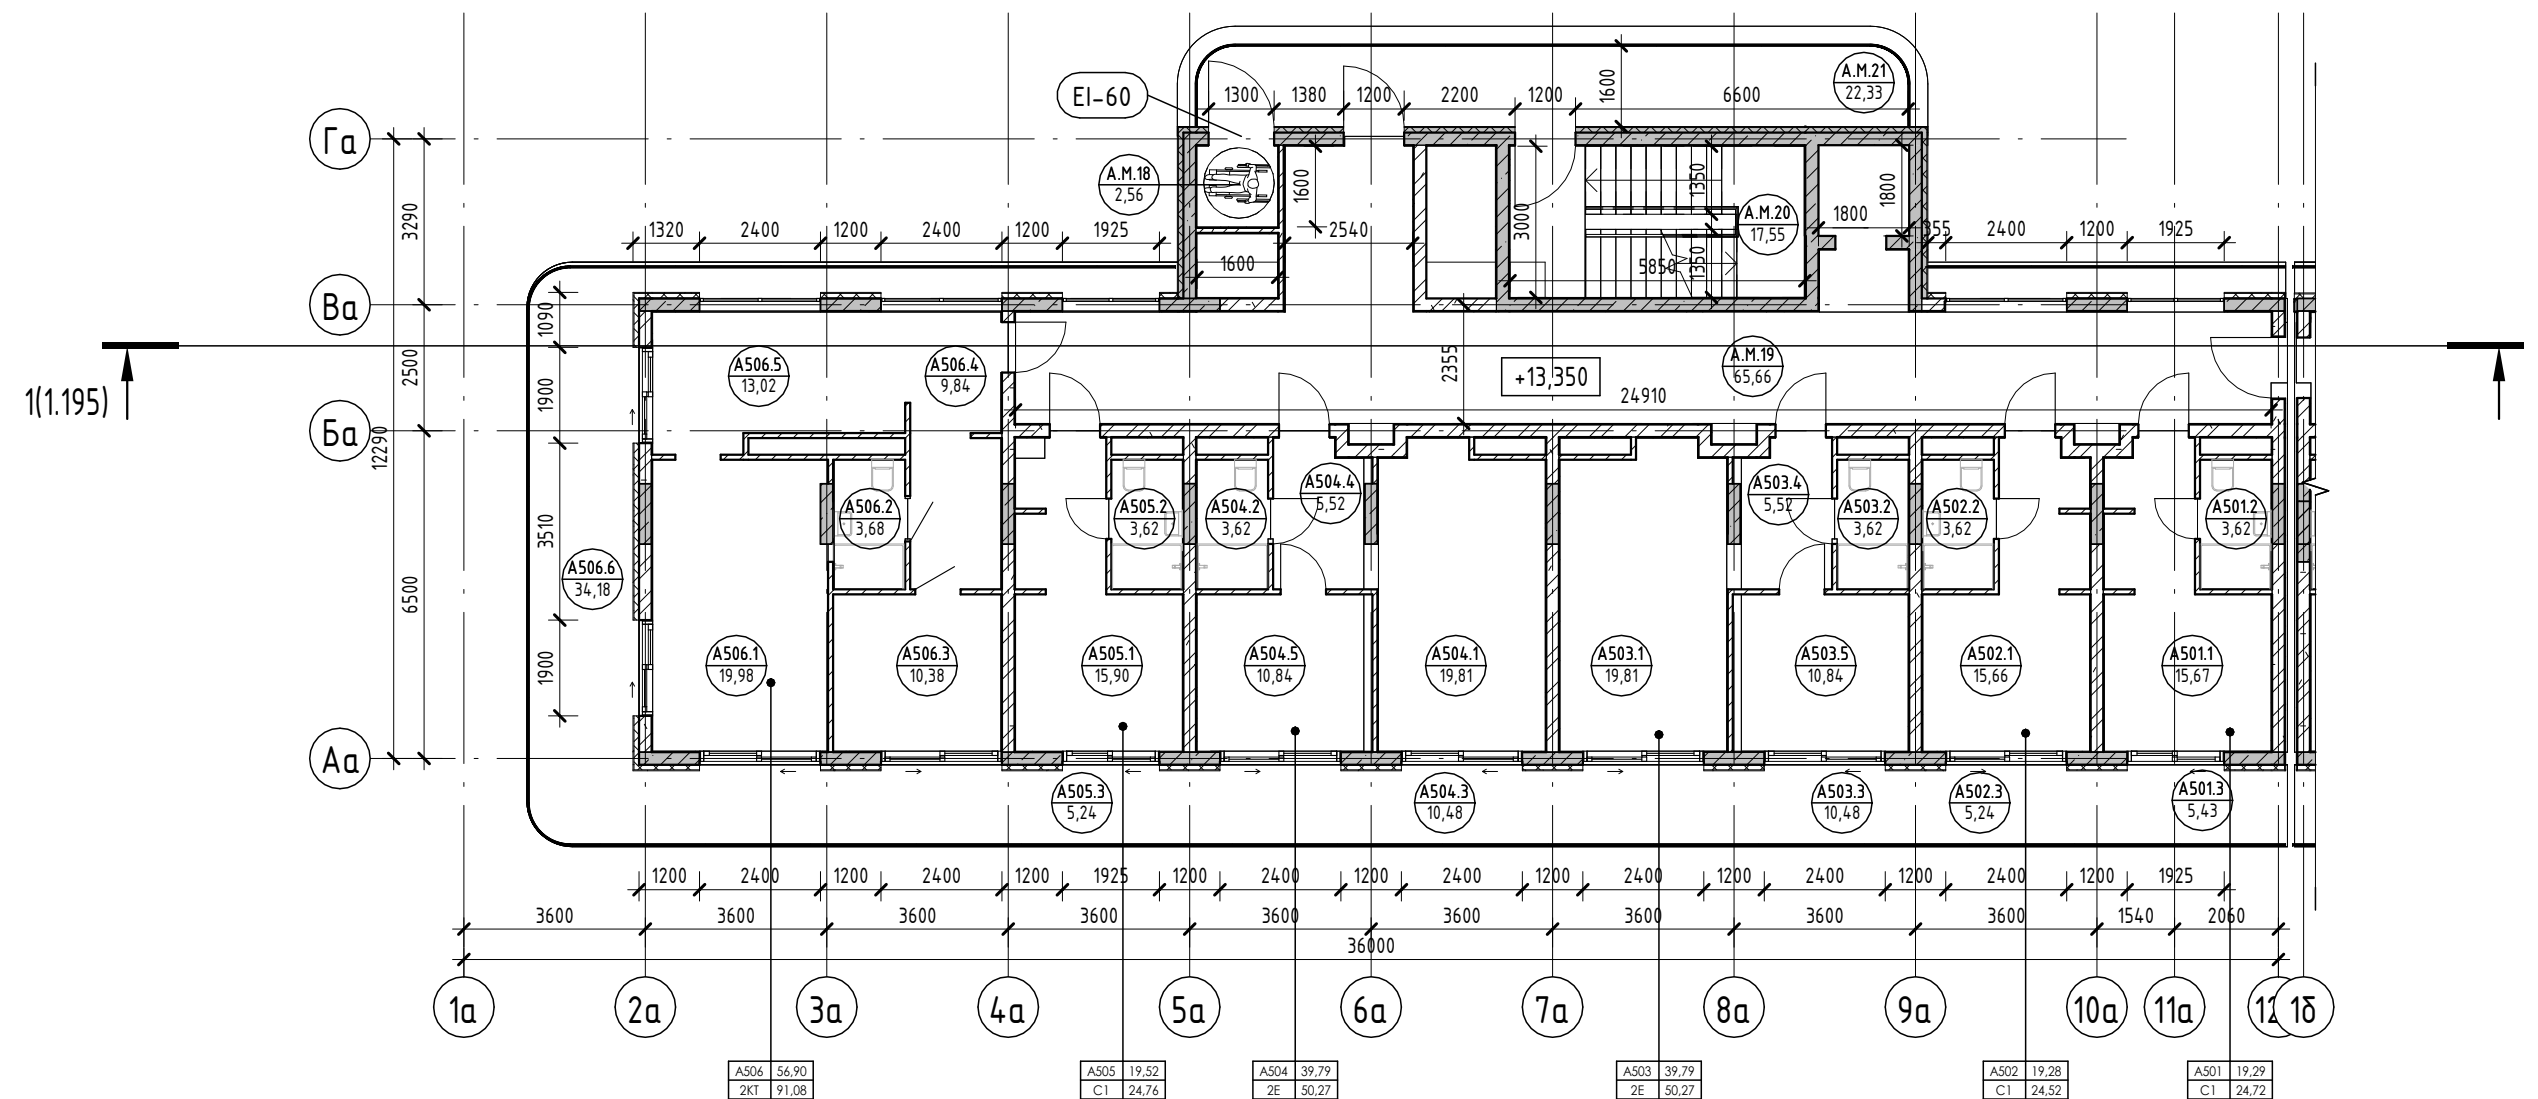 А.М.21
22,33
EI-60
1300 1380 1200 2200 1200 1600 6600
Га
А.М.18
2,56
1600
1350
1800
3290
1320 2400 1200 2400 1200 1925
2540
3000
А.М.20
17,55
1800
355 2400 1200 1925
1600
5850
1350
Ва
1090
2500
1900
А506.5
13,02
А506.4
9,84
2355
+13,350
А.М.19
65,66
24910
1(1.195)
Ба
12290
3510
6500
А506.6
34,18
А506.2
3,68
А505.2
3,62
А504.2
3,62
А504.4
5,52
А503.4
5,52
А503.2
3,62
А502.2
3,62
А501.2
3,62
1900
А506.1
19,98
А506.3
10,38
А505.1
15,90
А504.5
10,84
А504.1
19,81
А503.1
19,81
А503.5
10,84
А502.1
15,66
А501.1
15,67
Аа
А505.3
5,24
А504.3
10,48
А503.3
10,48
А502.3
5,24
А501.3
5,43
1200 2400 1200 2400 1200 1925 1200 2400 1200 2400 1200 2400 1200 2400 1200 2400 1200 1925
3600 3600 3600 3600 3600 3600 3600 3600 3600 1540 2060
36000
1а 2а 3а 4а 5а 6а 7а 8а 9а 10а 11а 12 1б
А506 56,90
2КТ 91,08
А505 19,52
С1 24,76
А504 39,79
2Е 50,27
А503 39,79
2Е 50,27
А502 19,28
С1 24,52
А501 19,29
С1 24,72